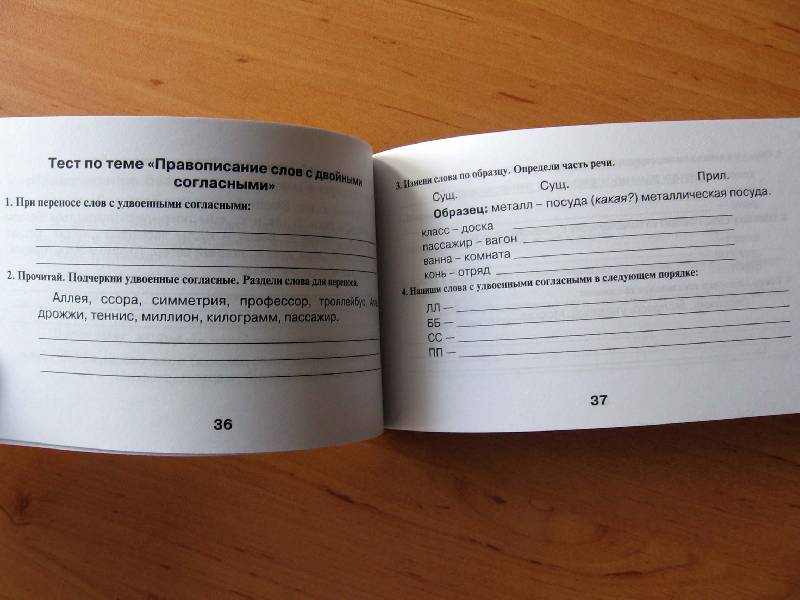 Тест по теме «Правописание слов с двойными
согласными»
1. При переносе слов с удвоенными согласными:
2. Прочитай. Подчеркни удвоенные согласные. Раздели слова для переноса.
Аллея, ссора, симметрия, профессор, троллейбус,
дрожжи, теннис, миллион, килограмм, пассажир.
36
3. Измени слова по образцу. Определи часть речи.
Сущ. Сущ. Прил.
Образец: металл – посуда (какая?) металлическая посуда.
класс – доска
пассажир – вагон
ванна – комната
конь – отряд
4. Напиши слова с удвоенными согласными в следующем порядке:
ЛЛ —
ББ —
СС —
ПП —
37